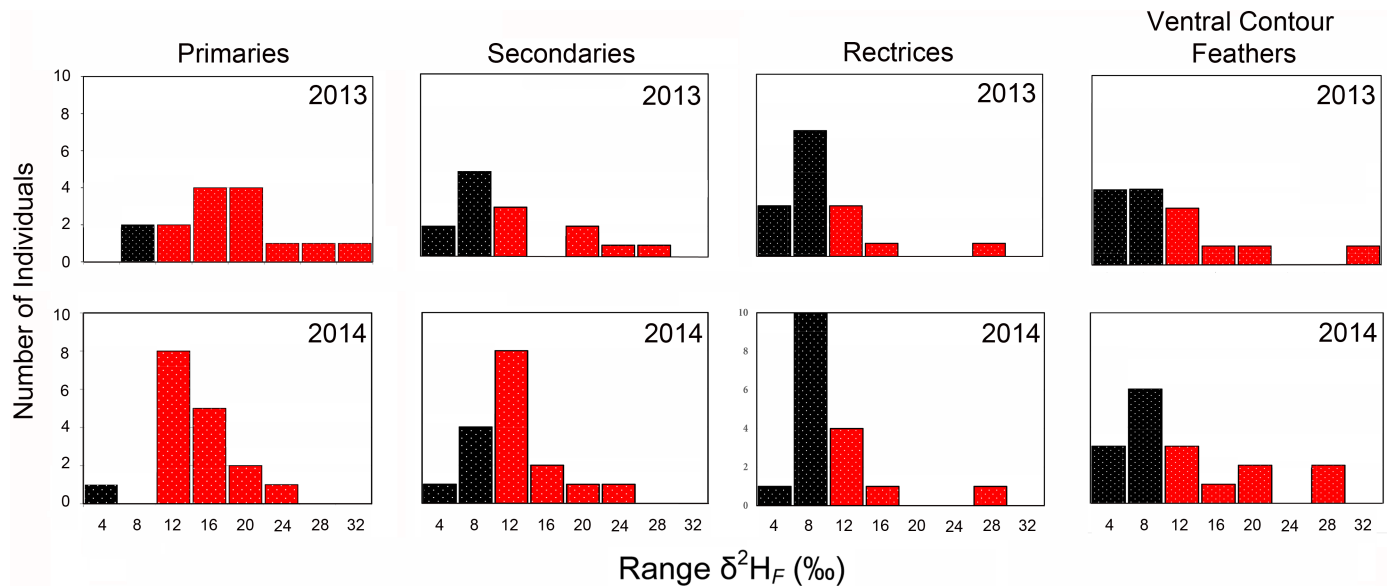 Primaries
Secondaries
Rectrices
Ventral Contour
Feathers
Number of Individuals
10
8
6
4
2
0
2013
2013
2013
2013
10
8
6
4
2
0
2014
2014
10
8
6
4
2
0
2014
2014
4 8 12 16 20 24 28 32
4 8 12 16 20 24 28 32
4 8 12 16 20 24 28 32
4 8 12 16 20 24 28 32
Range δ²H_F (‰)